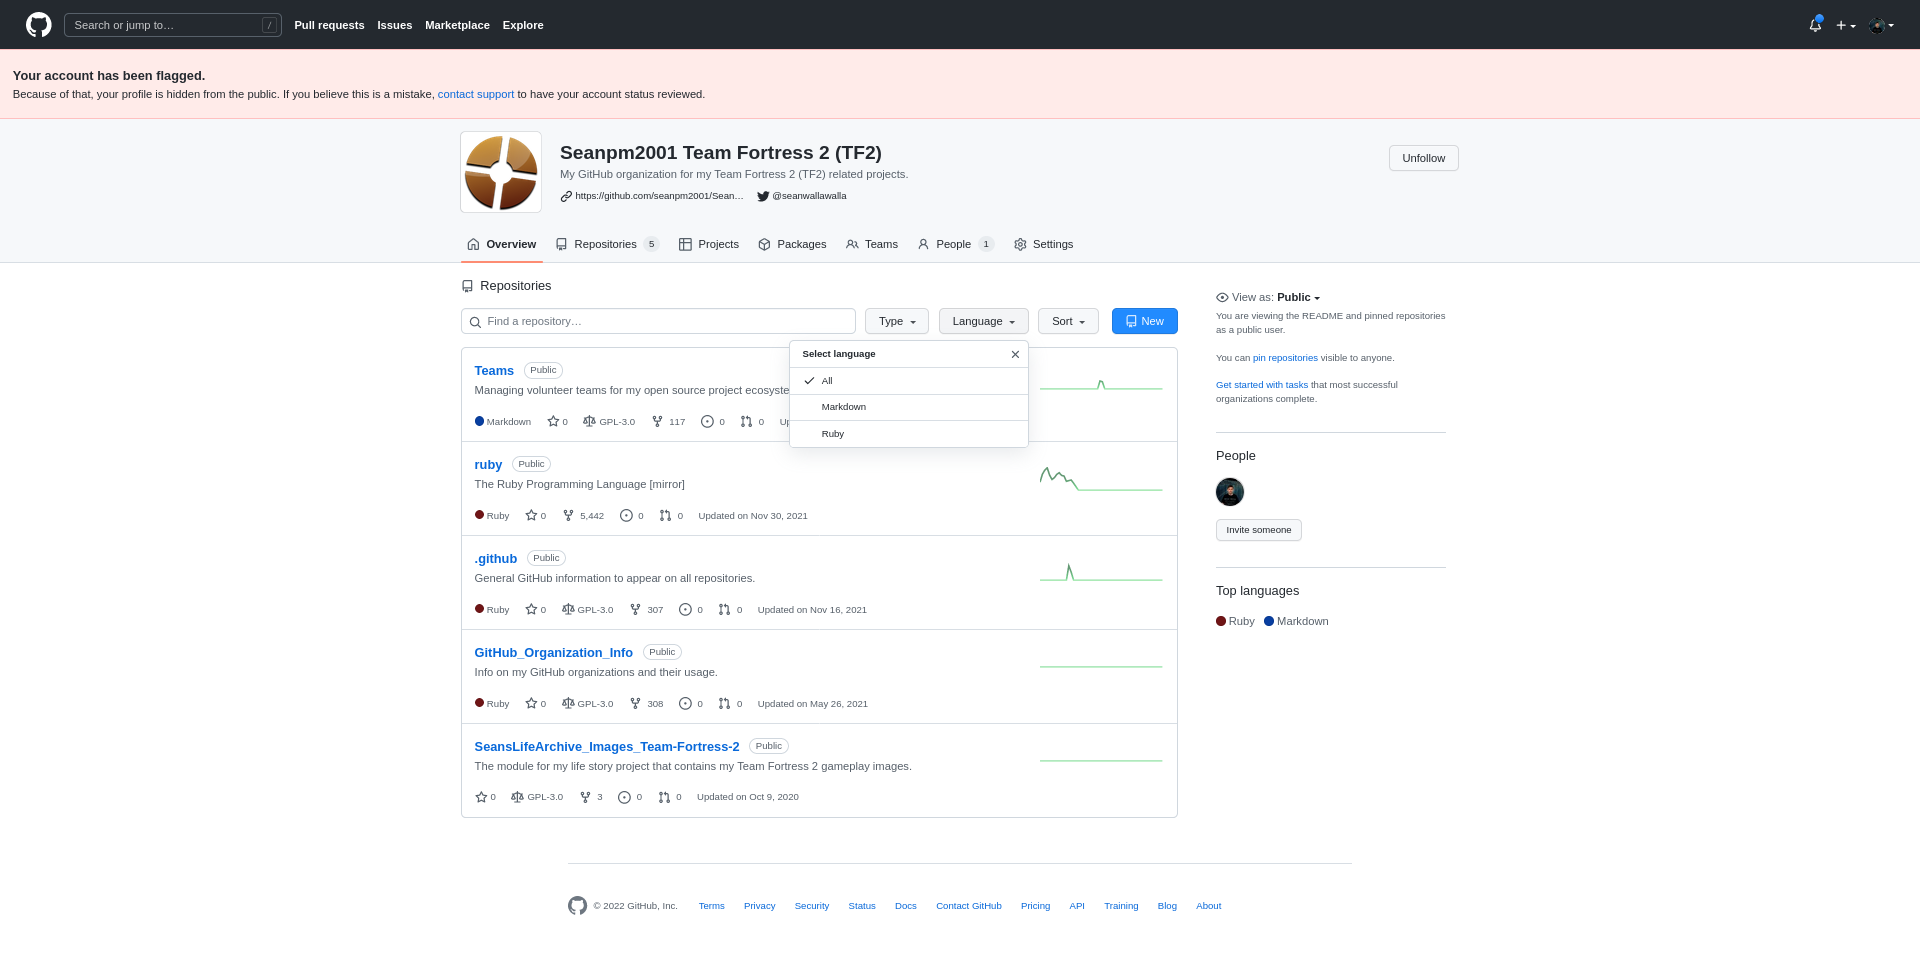 Search or jump to… /
Pull requests Issues Marketplace Explore
Your account has been flagged.
Because of that, your profile is hidden from the public. If you believe this is a mistake, contact support to have your account status reviewed.
Seanpm2001 Team Fortress 2 (TF2)
My GitHub organization for my Team Fortress 2 (TF2) related projects.
https://github.com/seanpm2001/Sean… @seanwallawalla
Unfollow
Overview Repositories 5 Projects Packages Teams People 1 Settings
Repositories
Find a repository… Type Language Sort New
Select language
All
Markdown
Ruby
Teams Public
Managing volunteer teams for my open source project ecosyste
Markdown 0 GPL-3.0 117 0 0
ruby Public
The Ruby Programming Language [mirror]
Ruby 0 5,442 0 0 Updated on Nov 30, 2021
.github Public
General GitHub information to appear on all repositories.
Ruby 0 GPL-3.0 307 0 0 Updated on Nov 16, 2021
GitHub_Organization_Info Public
Info on my GitHub organizations and their usage.
Ruby 0 GPL-3.0 308 0 0 Updated on May 26, 2021
SeansLifeArchive_Images_Team-Fortress-2 Public
The module for my life story project that contains my Team Fortress 2 gameplay images.
0 GPL-3.0 3 0 0 Updated on Oct 9, 2020
View as: Public
You are viewing the README and pinned repositories
as a public user.
You can pin repositories visible to anyone.
Get started with tasks that most successful
organizations complete.
People
Invite someone
Top languages
Ruby Markdown
© 2022 GitHub, Inc. Terms Privacy Security Status Docs Contact GitHub Pricing API Training Blog About